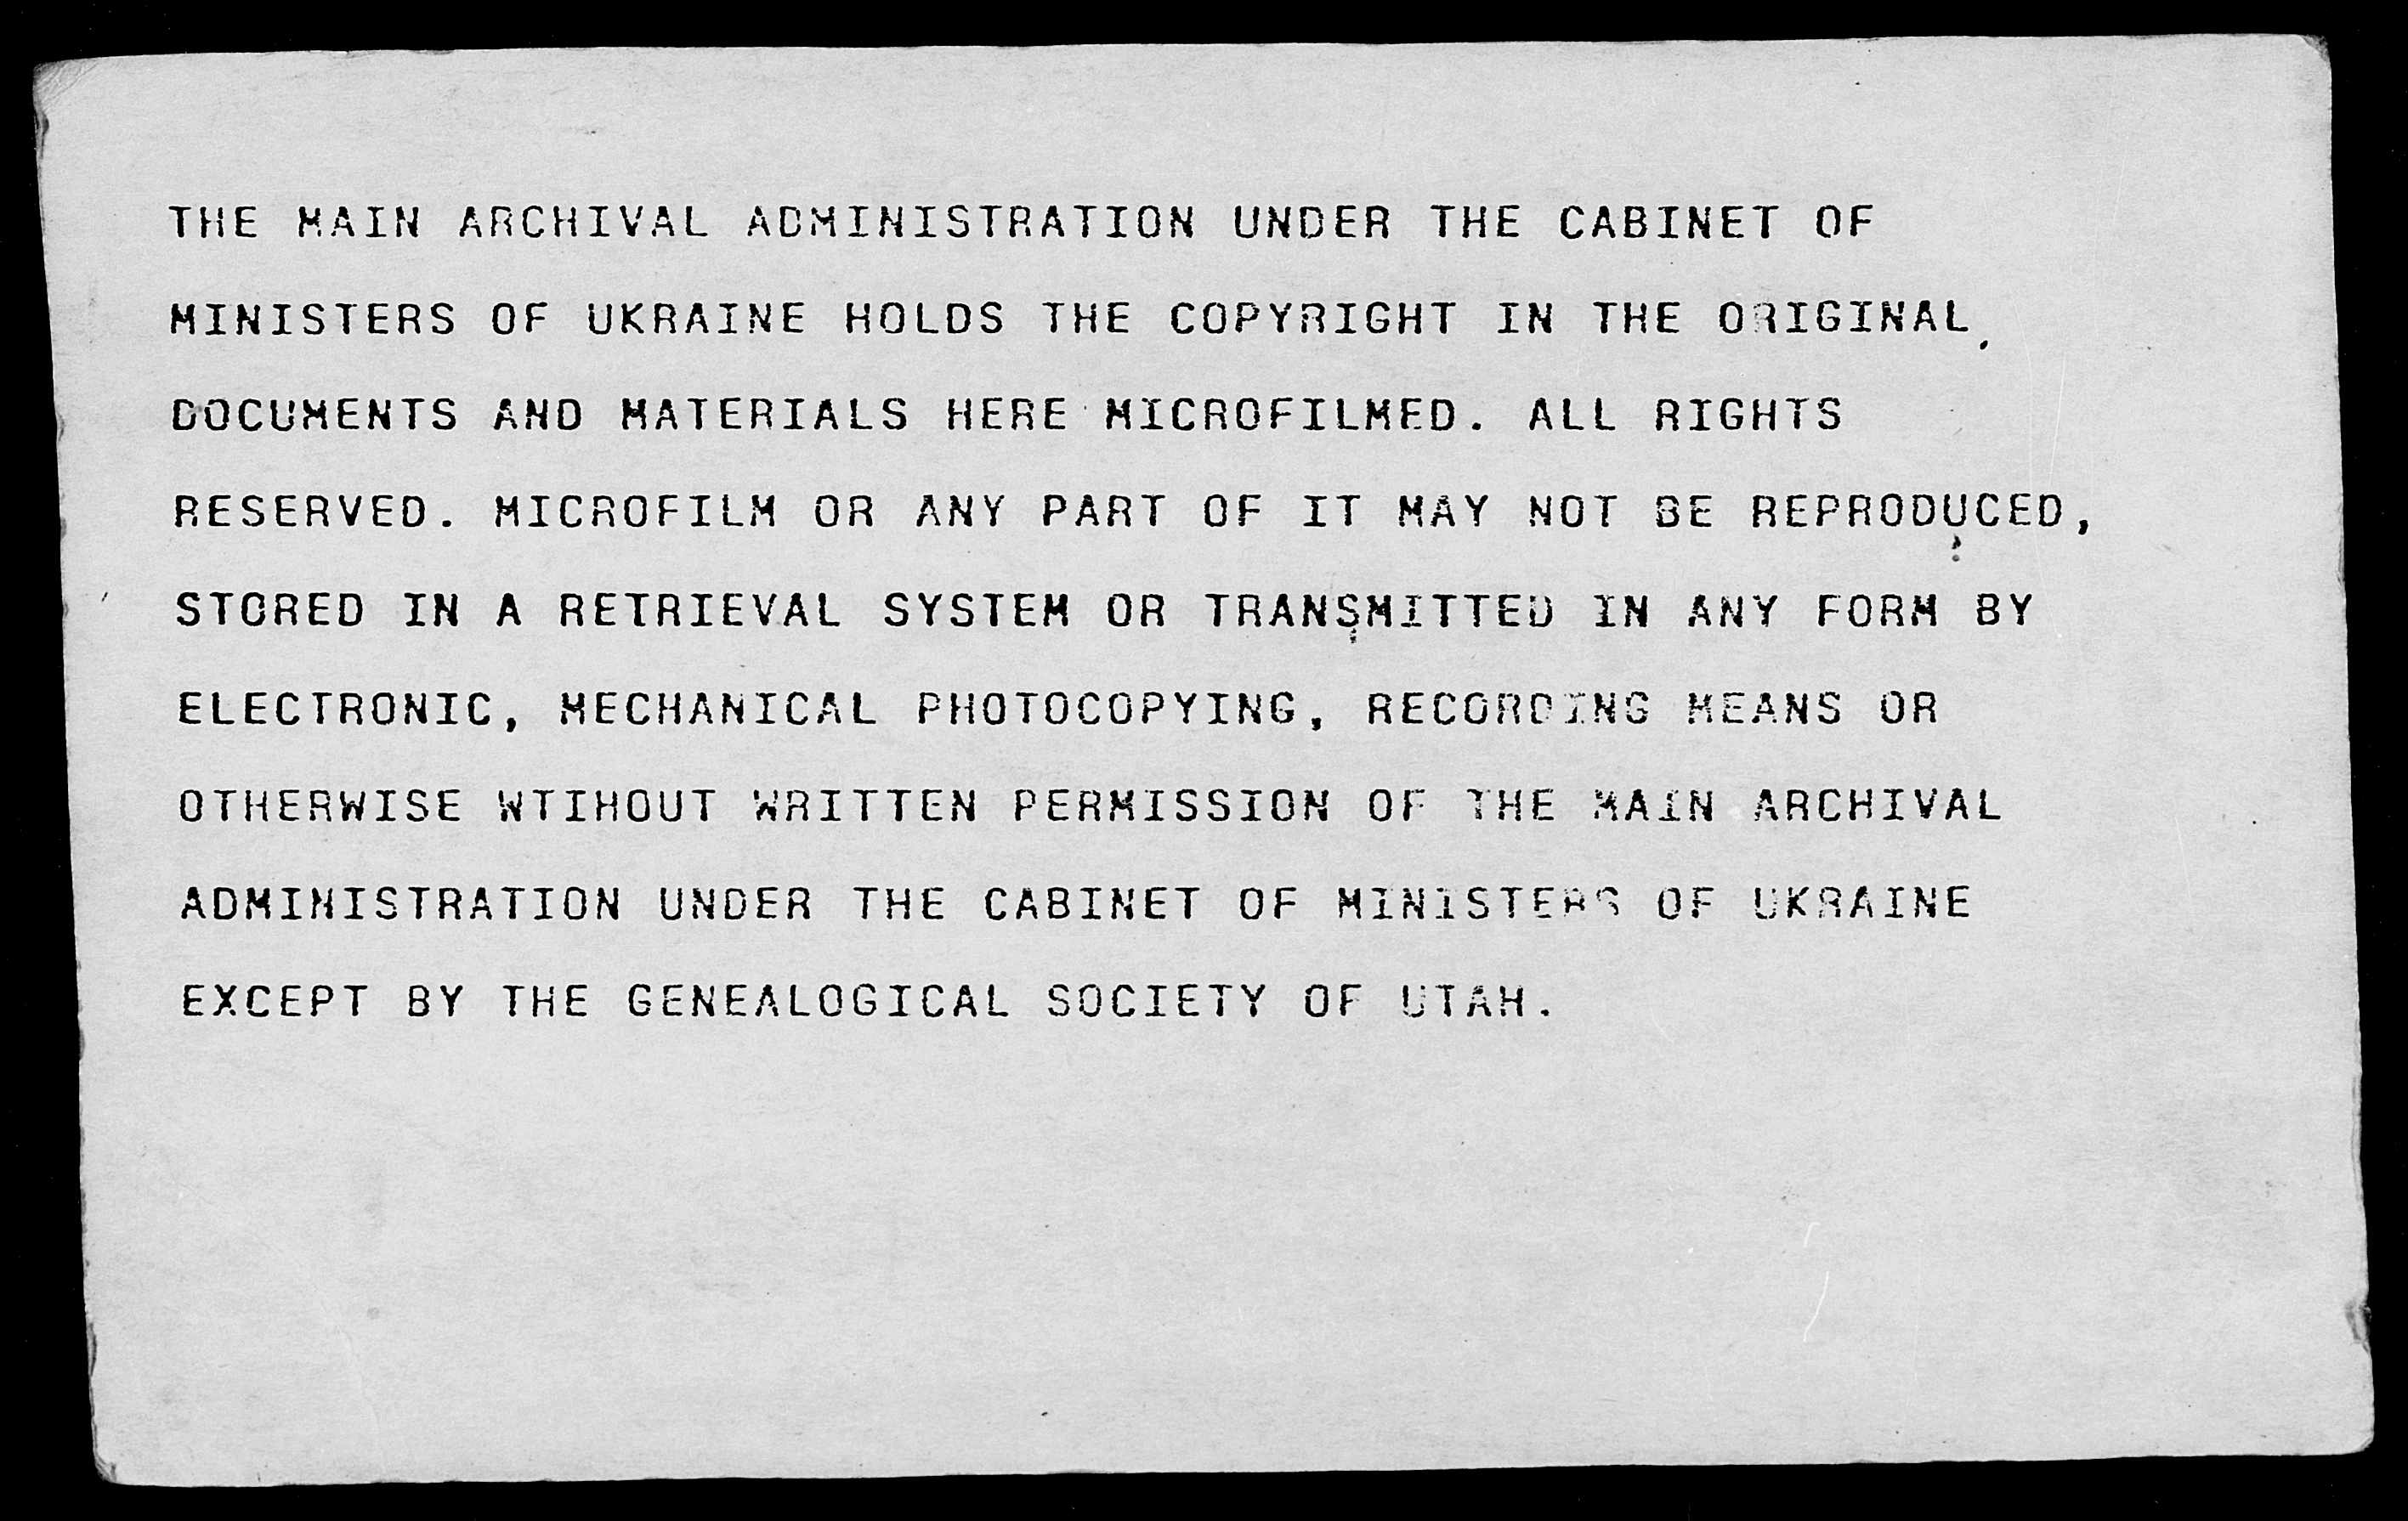 THE MAIN ARCHIVAL ADMINISTRATION UNDER THE CABINET OF
MINISTERS OF UKRAINE HOLDS THE COPYRIGHT IN THE ORIGINAL
DOCUMENTS AND MATERIALS HERE MICROFILMED. ALL RIGHTS
RESERVED. MICROFILM OR ANY PART OF IT MAY NOT BE REPRODUCED,
STORED IN A RETRIEVAL SYSTEM OR TRANSMITTED IN ANY FORM BY
ELECTRONIC, MECHANICAL PHOTOCOPYING, RECORDING MEANS OR
OTHERWISE WTIHOUT WRITTEN PERMISSION OF THE MAIN ARCHIVAL
ADMINISTRATION UNDER THE CABINET OF MINISTERS OF UKRAINE
EXCEPT BY THE GENEALOGICAL SOCIETY OF UTAH.